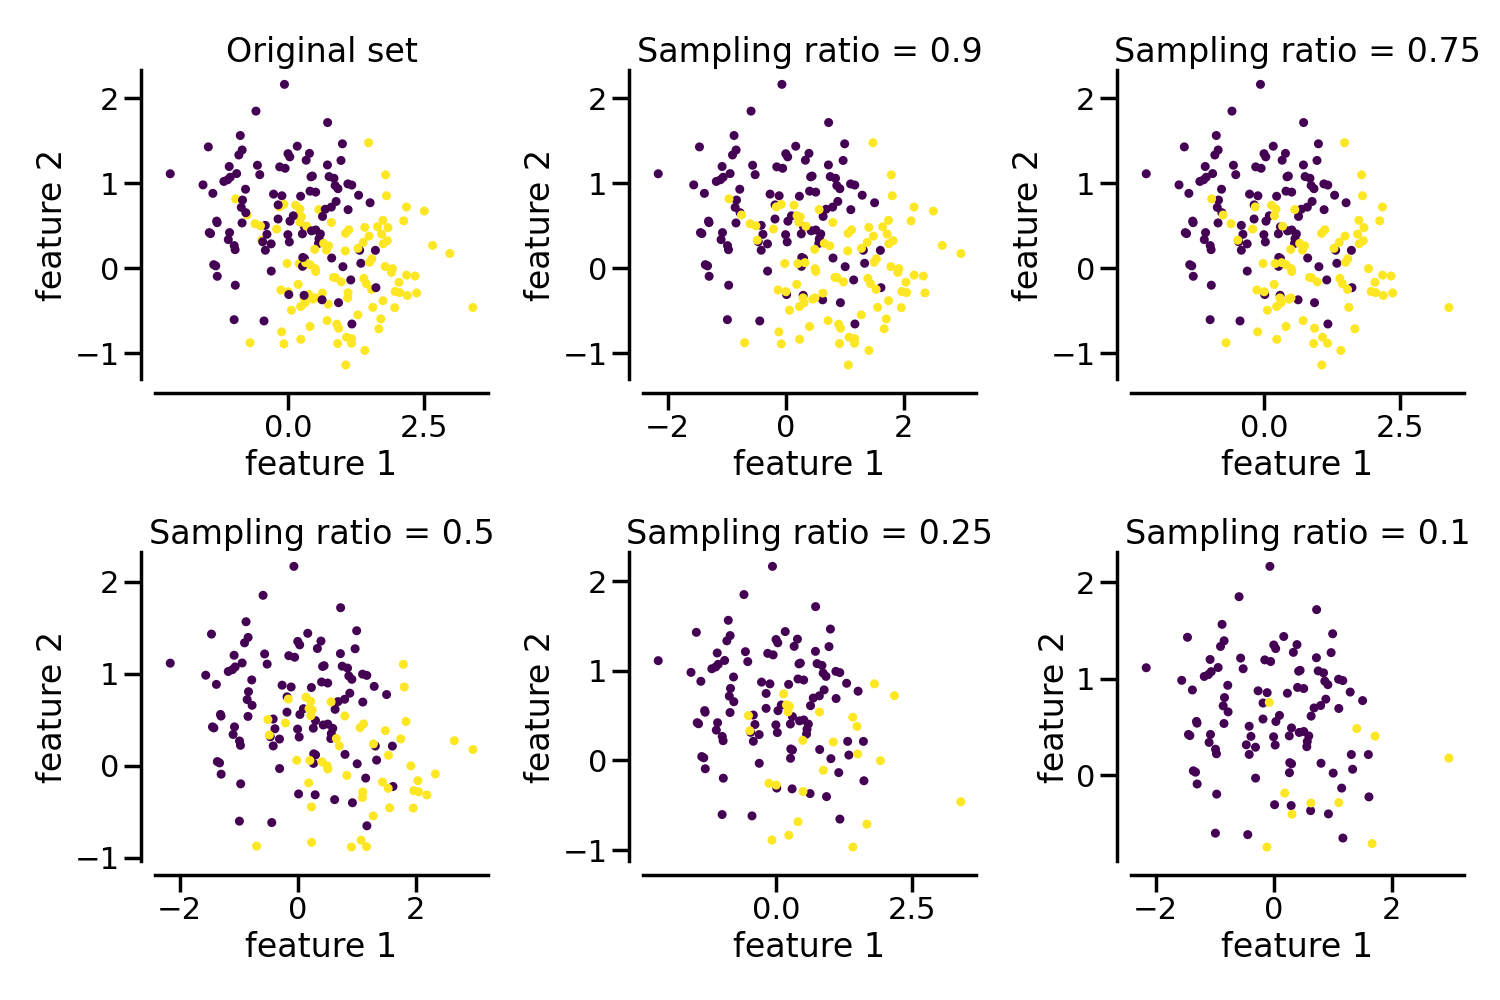 Original set
Sampling ratio = 0.9
Sampling ratio = 0.75
2
1
0
−1
feature 2
0.0
2.5
feature 1
2
1
0
−1
feature 2
−2
0
2
feature 1
2
1
0
−1
feature 2
0.0
2.5
feature 1
Sampling ratio = 0.5
Sampling ratio = 0.25
Sampling ratio = 0.1
2
1
0
−1
feature 2
−2
0
2
feature 1
2
1
0
−1
feature 2
0.0
2.5
feature 1
2
1
0
feature 2
−2
0
2
feature 1